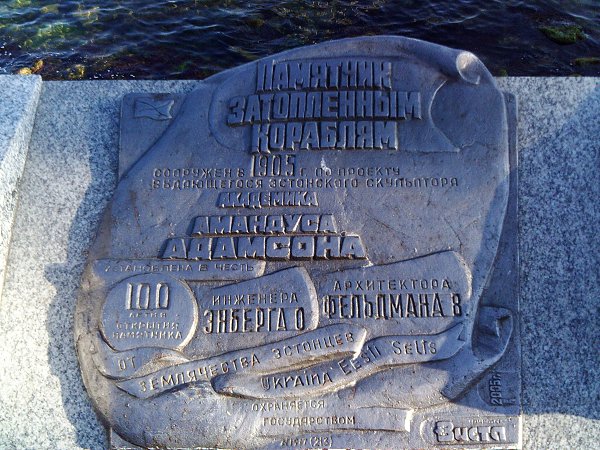 ПАМЯТНИК
ЗАТОПЛЕННЫМ
КОРАБЛЯМ
СООРУЖЕН В 1905 г. ПО ПРОЕКТУ
ВЫДАЮЩЕГОСЯ ЭСТОНСКОГО СКУЛЬПТОРА
АКАДЕМИКА
АМАНДУСА
АДАМСОНА
ИНЖЕНЕРА
ЭНБЕРГА О.
АРХИТЕКТОРА
ФЕЛЬДМАНА В.
УСТАНОВЛЕНА В ЧЕСТЬ
100
ЛЕТИЯ
ОТКРЫТИЯ
ПАМЯТНИКА
ОТ
ЗЕМЛЯЧЕСТВА ЭСТОНЦЕВ
UKRAINA EESTI SELTS
ОХРАНЯЕТСЯ
ГОСУДАРСТВОМ
Виста